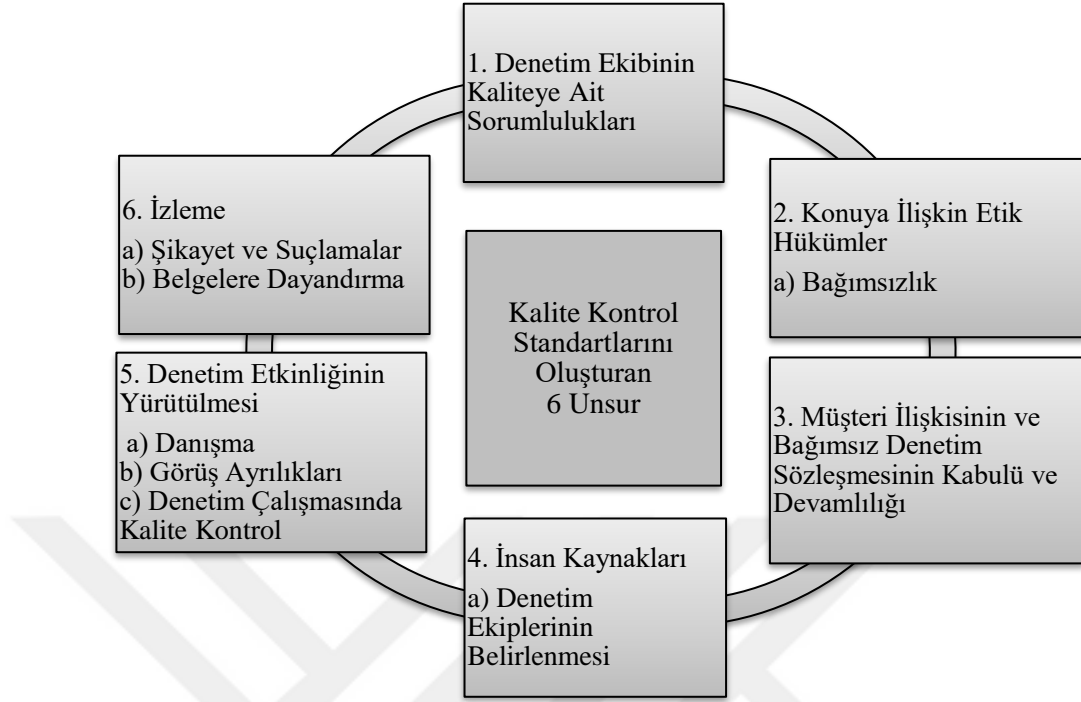 1. Denetim Ekibinin
Kaliteye Ait
Sorumlulukları
2. Konuya İlişkin Etik
Hükümler
a) Bağımsızlık
3. Müşteri İlişkisinin ve
Bağımsız Denetim
Sözleşmesinin Kabulü ve
Devamlılığı
4. İnsan Kaynakları
a) Denetim
Ekiplerinin
Belirlenmesi
5. Denetim Etkinliğinin
Yürütülmesi
a) Danışma
b) Görüş Ayrılıkları
c) Denetim Çalışmasında
Kalite Kontrol
6. İzleme
a) Şikayet ve Suçlamalar
b) Belgelere Dayandırma
Kalite Kontrol
Standartlarını
Oluşturan
6 Unsur